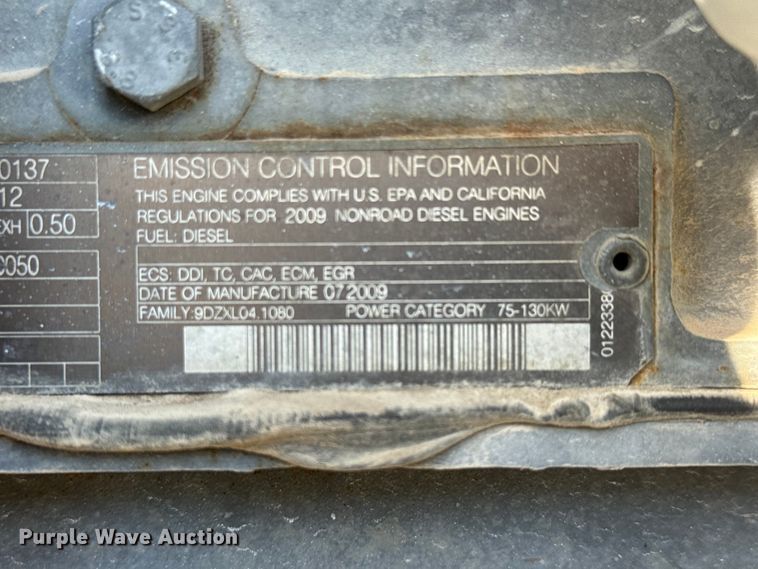 0137
12
EXH 0.50
C050
EMISSION CONTROL INFORMATION
THIS ENGINE COMPLIES WITH U.S. EPA AND CALIFORNIA
REGULATIONS FOR 2009 NONROAD DIESEL ENGINES
FUEL: DIESEL
ECS: DDI, TC, CAC, ECM, EGR
DATE OF MANUFACTURE 07 2009
FAMILY:9DZXL04.1080 POWER CATEGORY 75-130KW
0122338
Purple Wave Auction